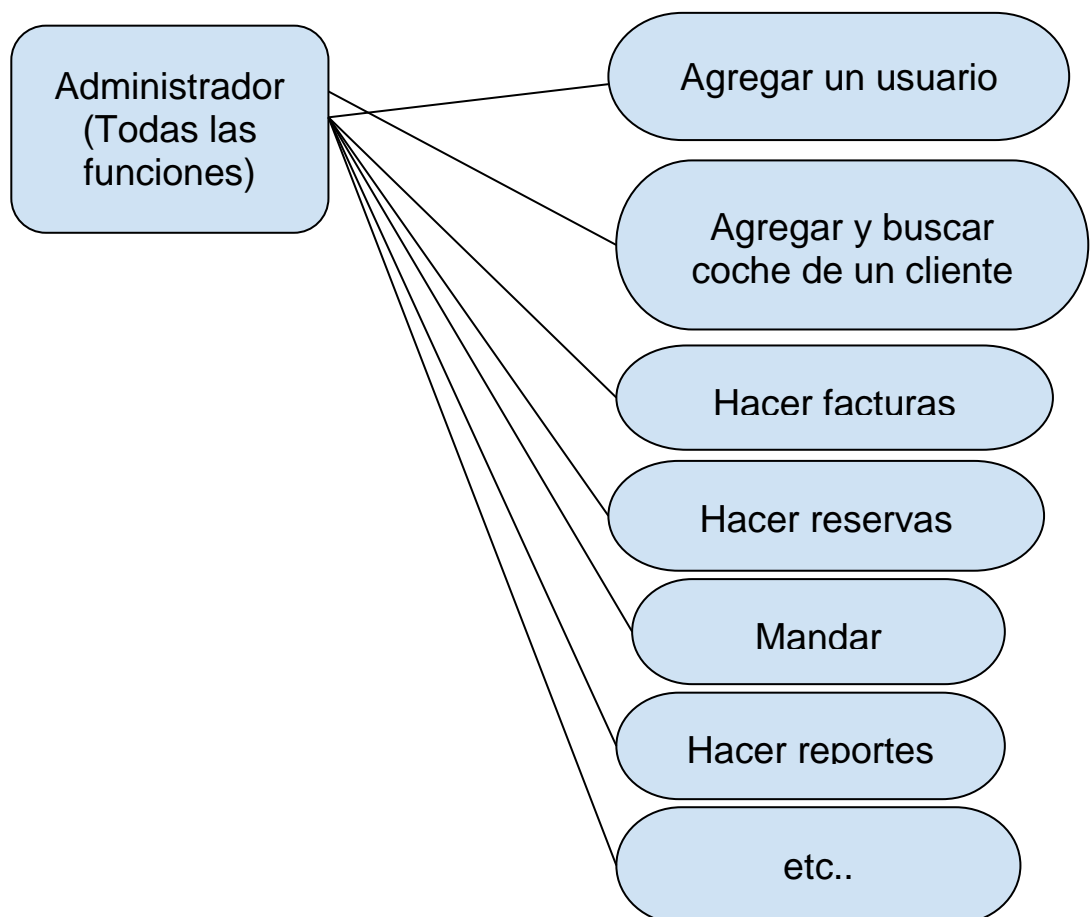 Administrador
(Todas las
funciones)
Agregar un usuario
Agregar y buscar
coche de un cliente
Hacer facturas
Hacer reservas
Mandar
Hacer reportes
etc..